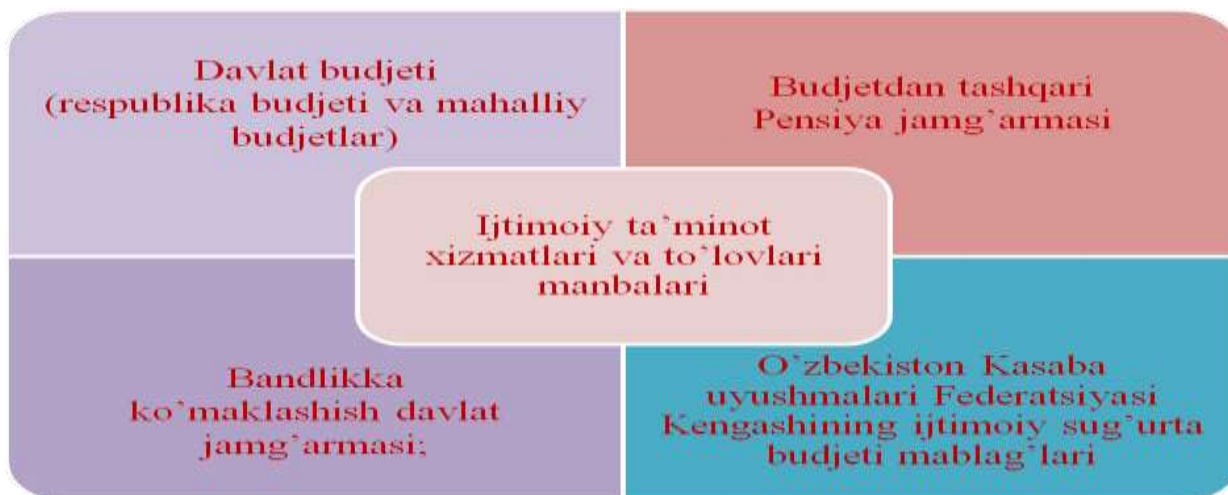 Davlat budjeti
(respublika budjeti va mahalliy
budjetlar)
Budjetdan tashqari
Pensiya jamg`armasi
Ijtimoiy ta`minot
xizmatlari va to`lovlari
manbalari
Bandlikka
ko`maklashish davlat
jamg`armasi;
O`zbekiston Kasaba
uyushmalari Federatsiyasi
Kengashining ijtimoiy sug`urta
budjeti mablag`lari